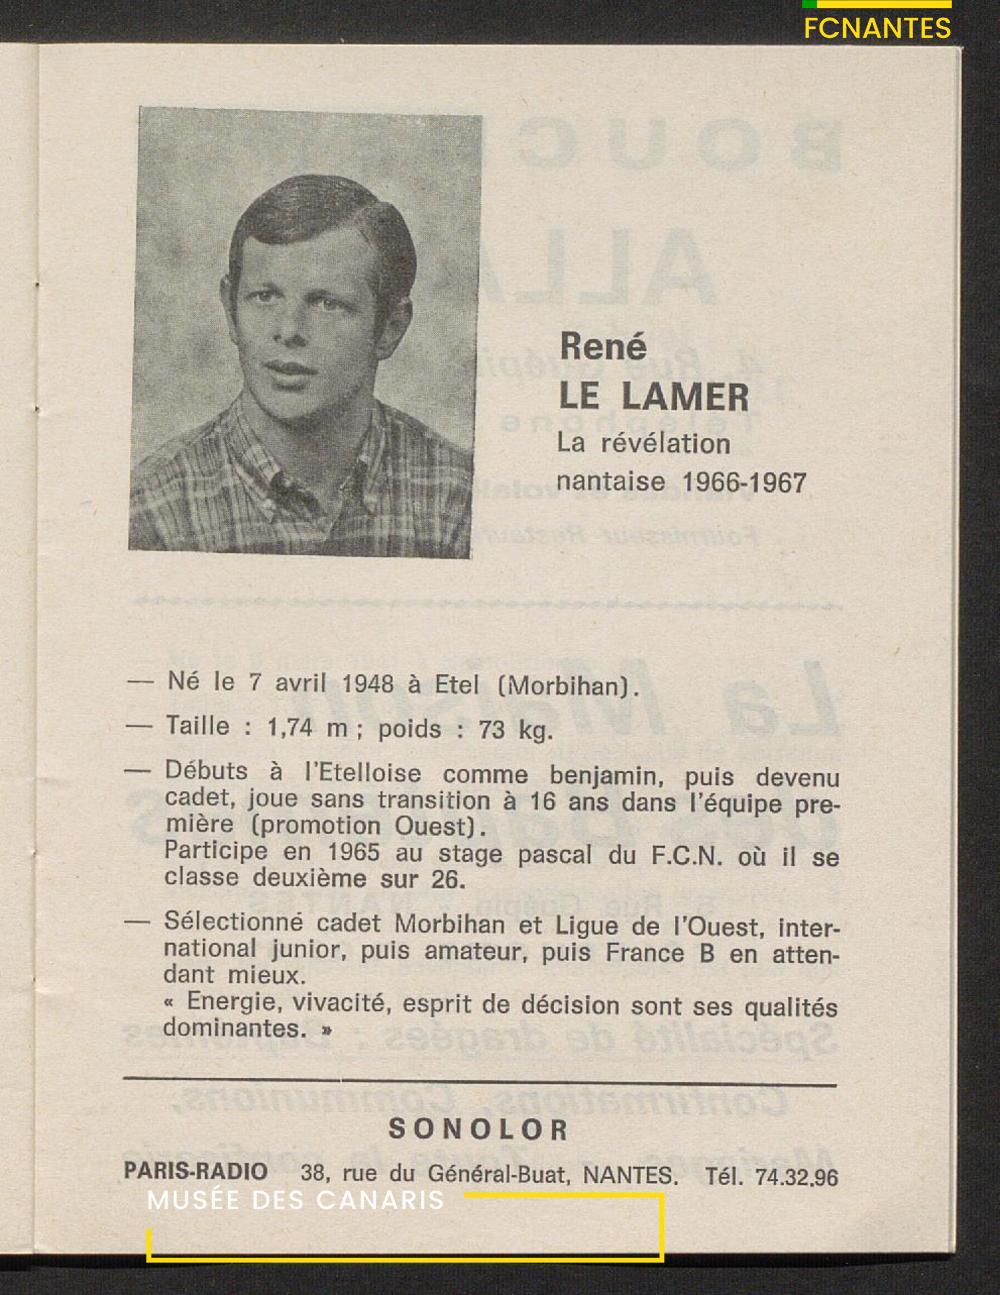 FCNANTES
René
LE LAMER
La révélation
nantaise 1966-1967
— Né le 7 avril 1948 à Etel (Morbihan).
— Taille : 1,74 m ; poids : 73 kg.
— Débuts à l'Etelloise comme benjamin, puis devenu
cadet, joue sans transition à 16 ans dans l'équipe pre-
mière (promotion Ouest).
Participe en 1965 au stage pascal du F.C.N. où il se
classe deuxième sur 26.
— Sélectionné cadet Morbihan et Ligue de l'Ouest, inter-
national junior, puis amateur, puis France B en atten-
dant mieux.
« Energie, vivacité, esprit de décision sont ses qualités
dominantes. »
SONOLOR
PARIS-RADIO 38, rue du Général-Buat, NANTES. Tél. 74.32.96
MUSÉE DES CANARIS